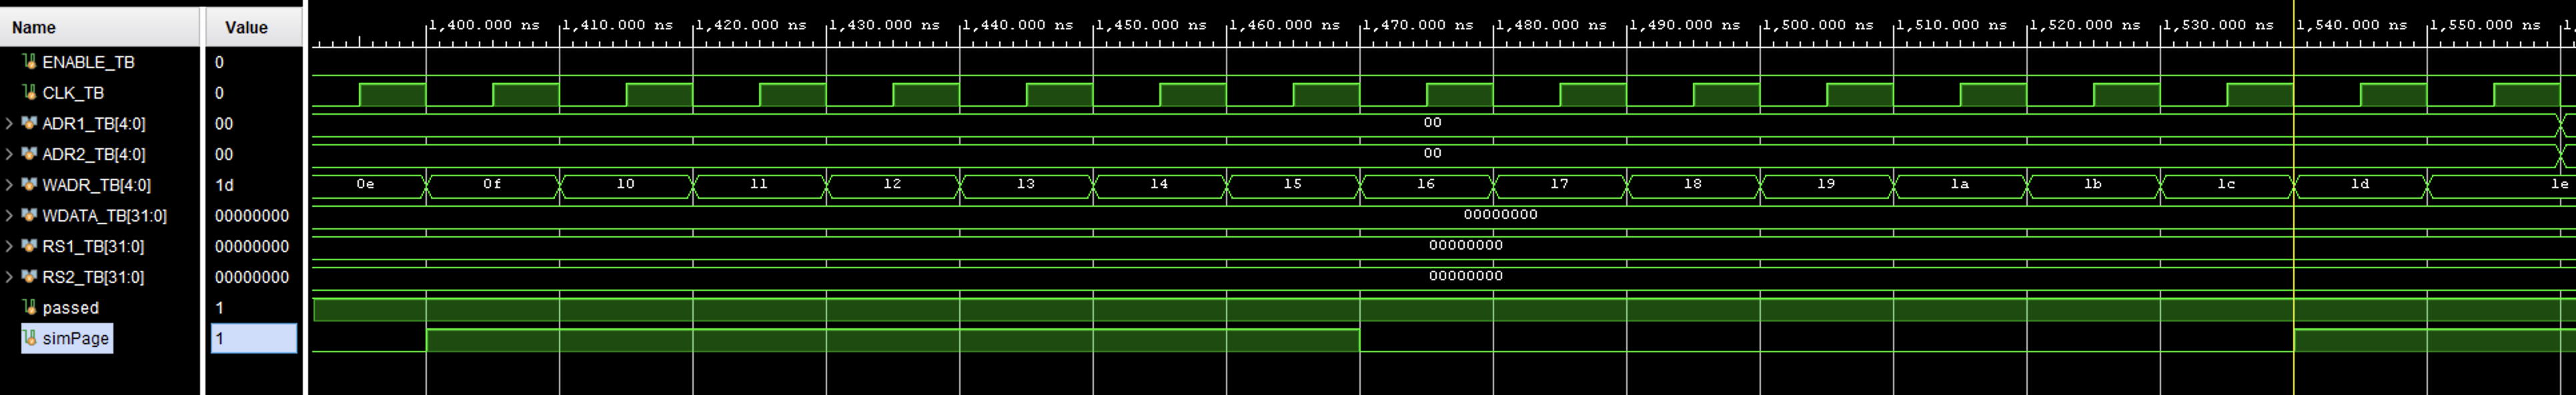 Name Value 1,400.000 ns 1,410.000 ns 1,420.000 ns 1,430.000 ns 1,440.000 ns 1,450.000 ns 1,460.000 ns 1,470.000 ns 1,480.000 ns 1,490.000 ns 1,500.000 ns 1,510.000 ns 1,520.000 ns 1,530.000 ns 1,540.000 ns 1,550.000 ns 1,
ENABLE_TB 0
CLK_TB 0
ADR1_TB[4:0] 00 00
ADR2_TB[4:0] 00 00
WADR_TB[4:0] 1d 0e 0f 10 11 12 13 14 15 16 17 18 19 1a 1b 1c 1d 1e
WDATA_TB[31:0] 00000000 00000000
RS1_TB[31:0] 00000000 00000000
RS2_TB[31:0] 00000000 00000000
passed 1
simPage 1